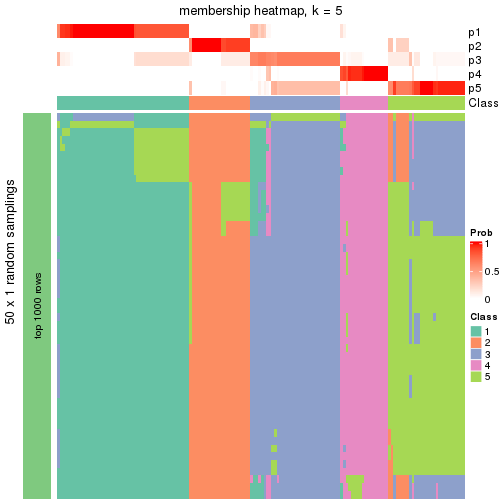 membership heatmap, k = 5
p1
p2
p3
p4
p5
Class
50 x 1 random samplings
top 1000 rows
Prob
1
0.5
0
Class
1
2
3
4
5